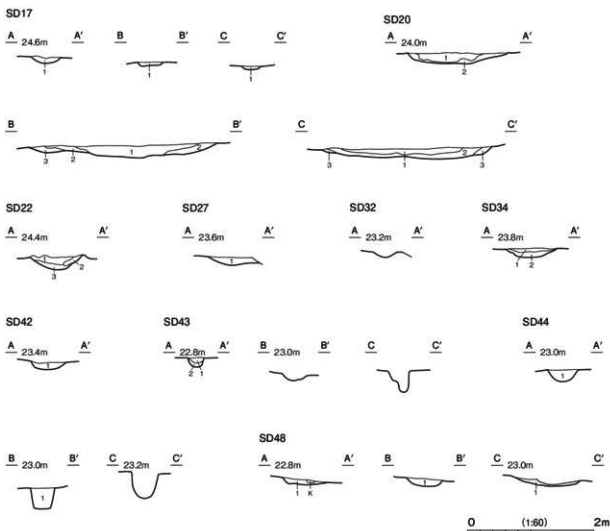 SD17 SD20
A 24.6m A' B B' C C' A 24.0m A'
1 1 1 1 2
B B' C C'
3 2 1 2 3 1 2 3
SD22 SD27 SD32 SD34
A 24.4m A' A 23.6m A' A 23.2m A' A 23.8m A'
1 2 3 1 1 2
SD42 SD43 SD44
A 23.4m A' A 22.8m A' B 23.0m B' C C' A 23.0m A'
1 2 1 1
SD48
B 23.0m B' C 23.2m C' A 22.8m A' B B' C 23.0m C'
1 1 K 1 1
0 (1:60) 2m